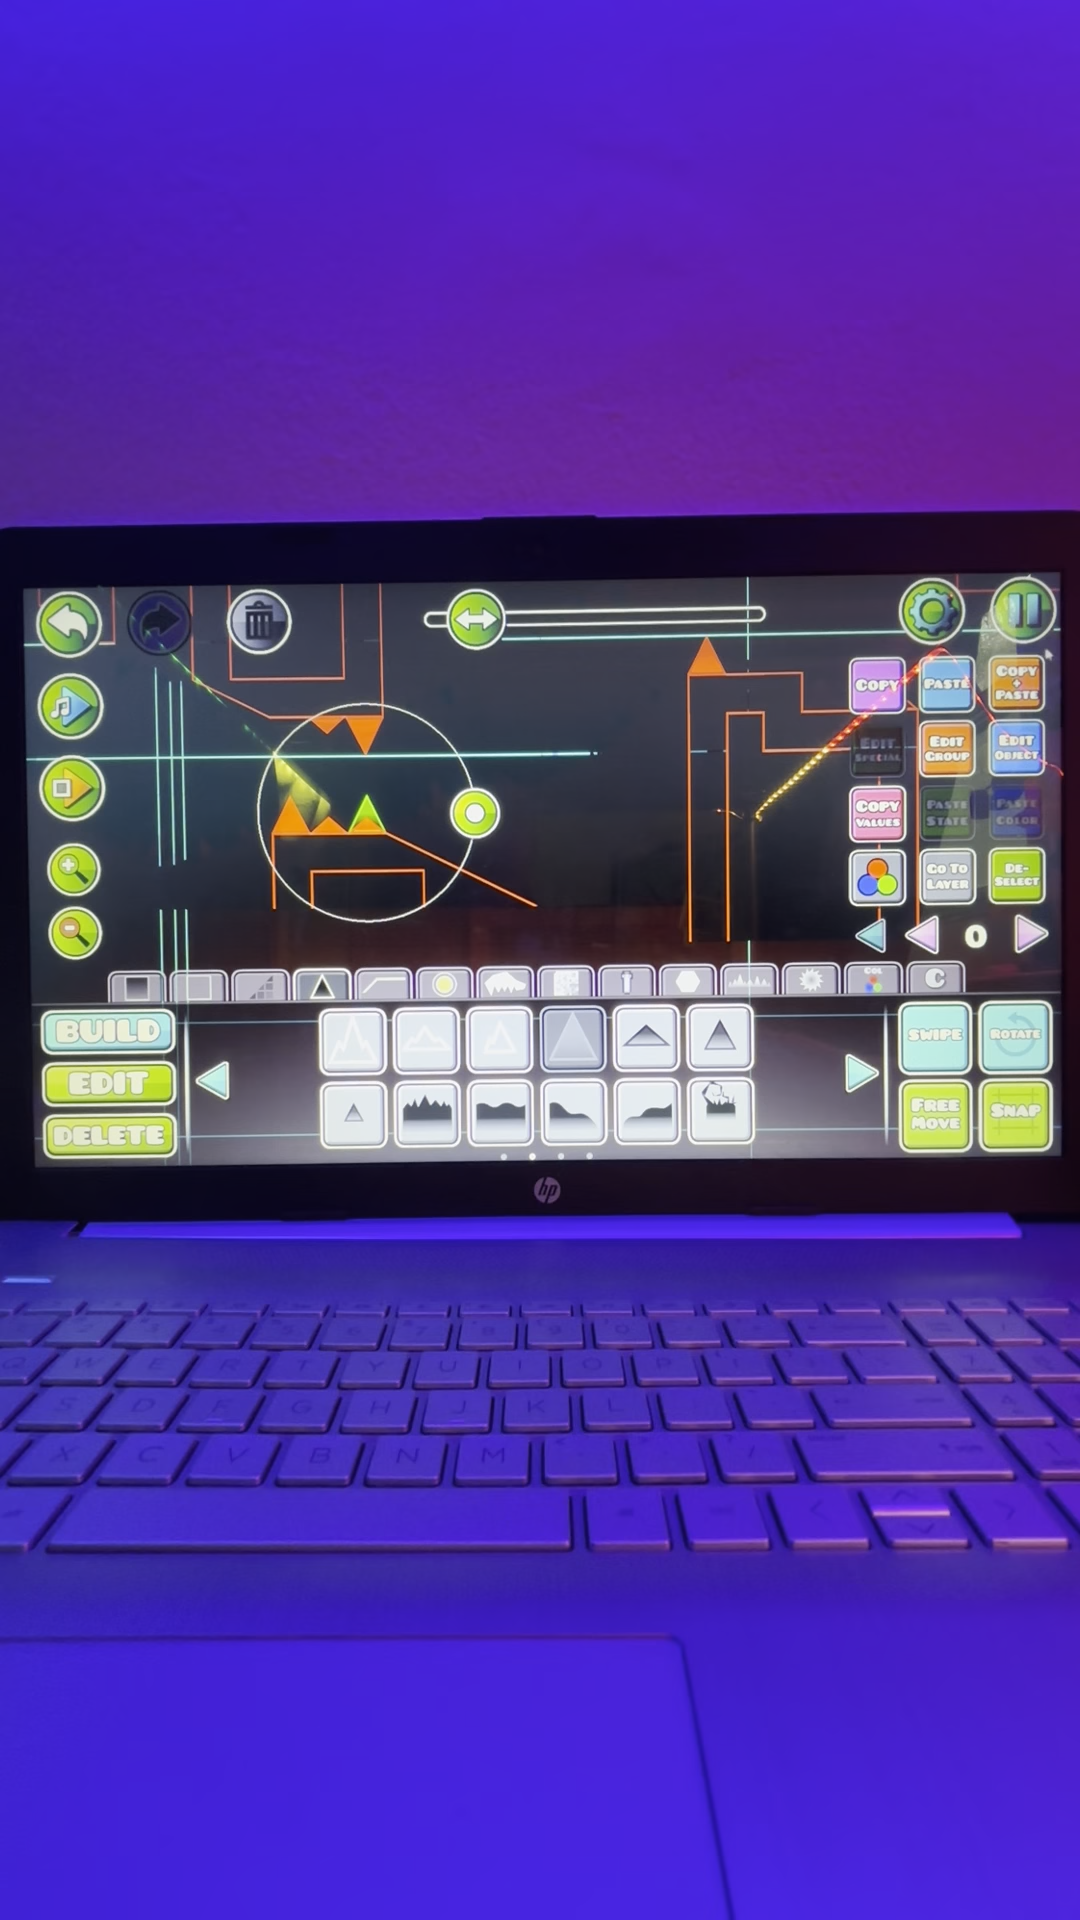 COPY
PASTE
COPY
+
PASTE
EDIT
SPECIAL
EDIT
GROUP
EDIT
OBJECT
COPY
VALUES
PASTE
STATE
PASTE
COLOR
GO TO
LAYER
DE-
SELECT
0
COL
C
BUILD
EDIT
DELETE
SWIPE
ROTATE
FREE
MOVE
SNAP
hp
W E R T Y U I O P
S D F G H J K L
X C V B N M